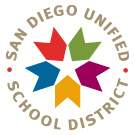 SAN DIEGO UNIFIED
• SCHOOL DISTRICT •